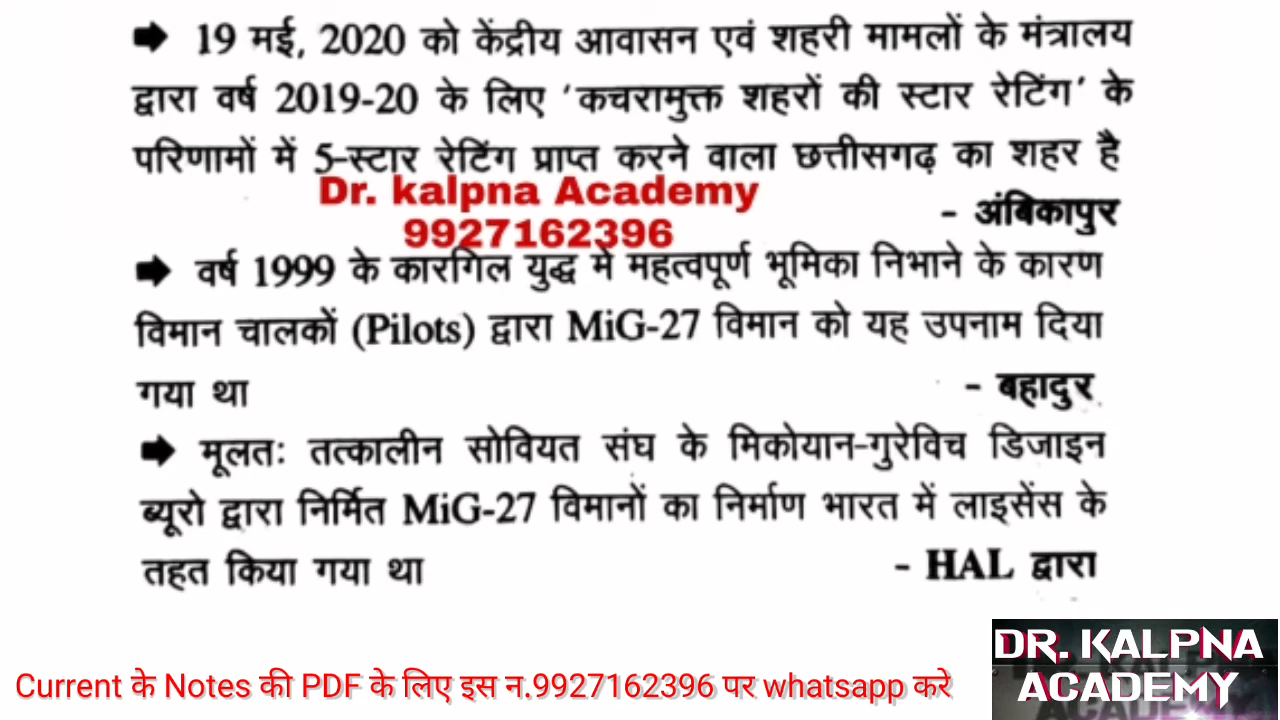 ➡ 19 मई, 2020 को केंद्रीय आवासन एवं शहरी मामलों के मंत्रालय
द्वारा वर्ष 2019-20 के लिए 'कचरामुक्त शहरों की स्टार रेटिंग' के
परिणामों में 5-स्टार रेटिंग प्राप्त करने वाला छत्तीसगढ़ का शहर है
Dr. kalpna Academy
- अंबिकापुर
9927162396
➡ वर्ष 1999 के कारगिल युद्ध में महत्वपूर्ण भूमिका निभाने के कारण
विमान चालकों (Pilots) द्वारा MiG-27 विमान को यह उपनाम दिया
गया था - बहादुर
➡ मूलतः तत्कालीन सोवियत संघ के मिकोयान-गुरेविच डिजाइन
ब्यूरो द्वारा निर्मित MiG-27 विमानों का निर्माण भारत में लाइसेंस के
तहत किया गया था - HAL द्वारा
DR. KALPNA
ACADEMY
Current के Notes की PDF के लिए इस न.9927162396 पर whatsapp करे